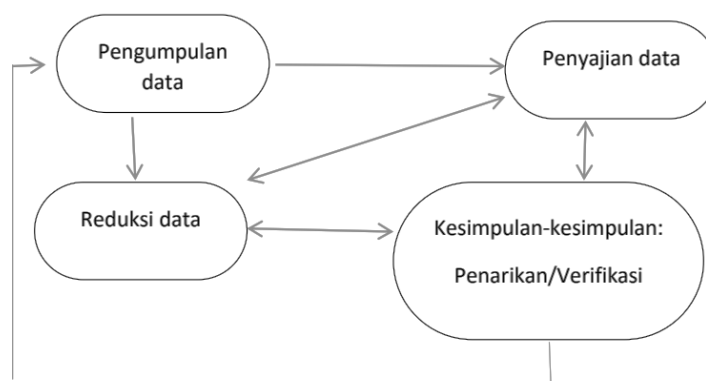 Pengumpulan
data
Penyajian data
Reduksi data
Kesimpulan-kesimpulan:
Penarikan/Verifikasi